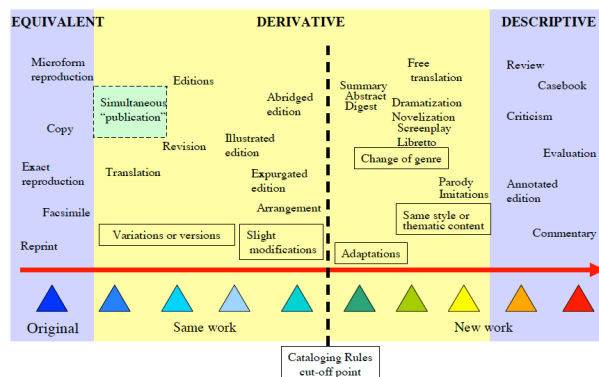 EQUIVALENT
DERIVATIVE
DESCRIPTIVE
Microform
reproduction
Copy
Exact
reproduction
Facsimile
Reprint
Simultaneous
“publication”
Editions
Revision
Translation
Abridged
edition
Illustrated
edition
Expurgated
edition
Arrangement
Variations or versions
Slight
modifications
Summary
Abstract
Digest
Free
translation
Dramatization
Novelization
Screenplay
Libretto
Change of genre
Parody
Imitations
Same style or
thematic content
Adaptations
Review
Casebook
Criticism
Evaluation
Annotated
edition
Commentary
Original
Same work
New work
Cataloging Rules
cut-off point